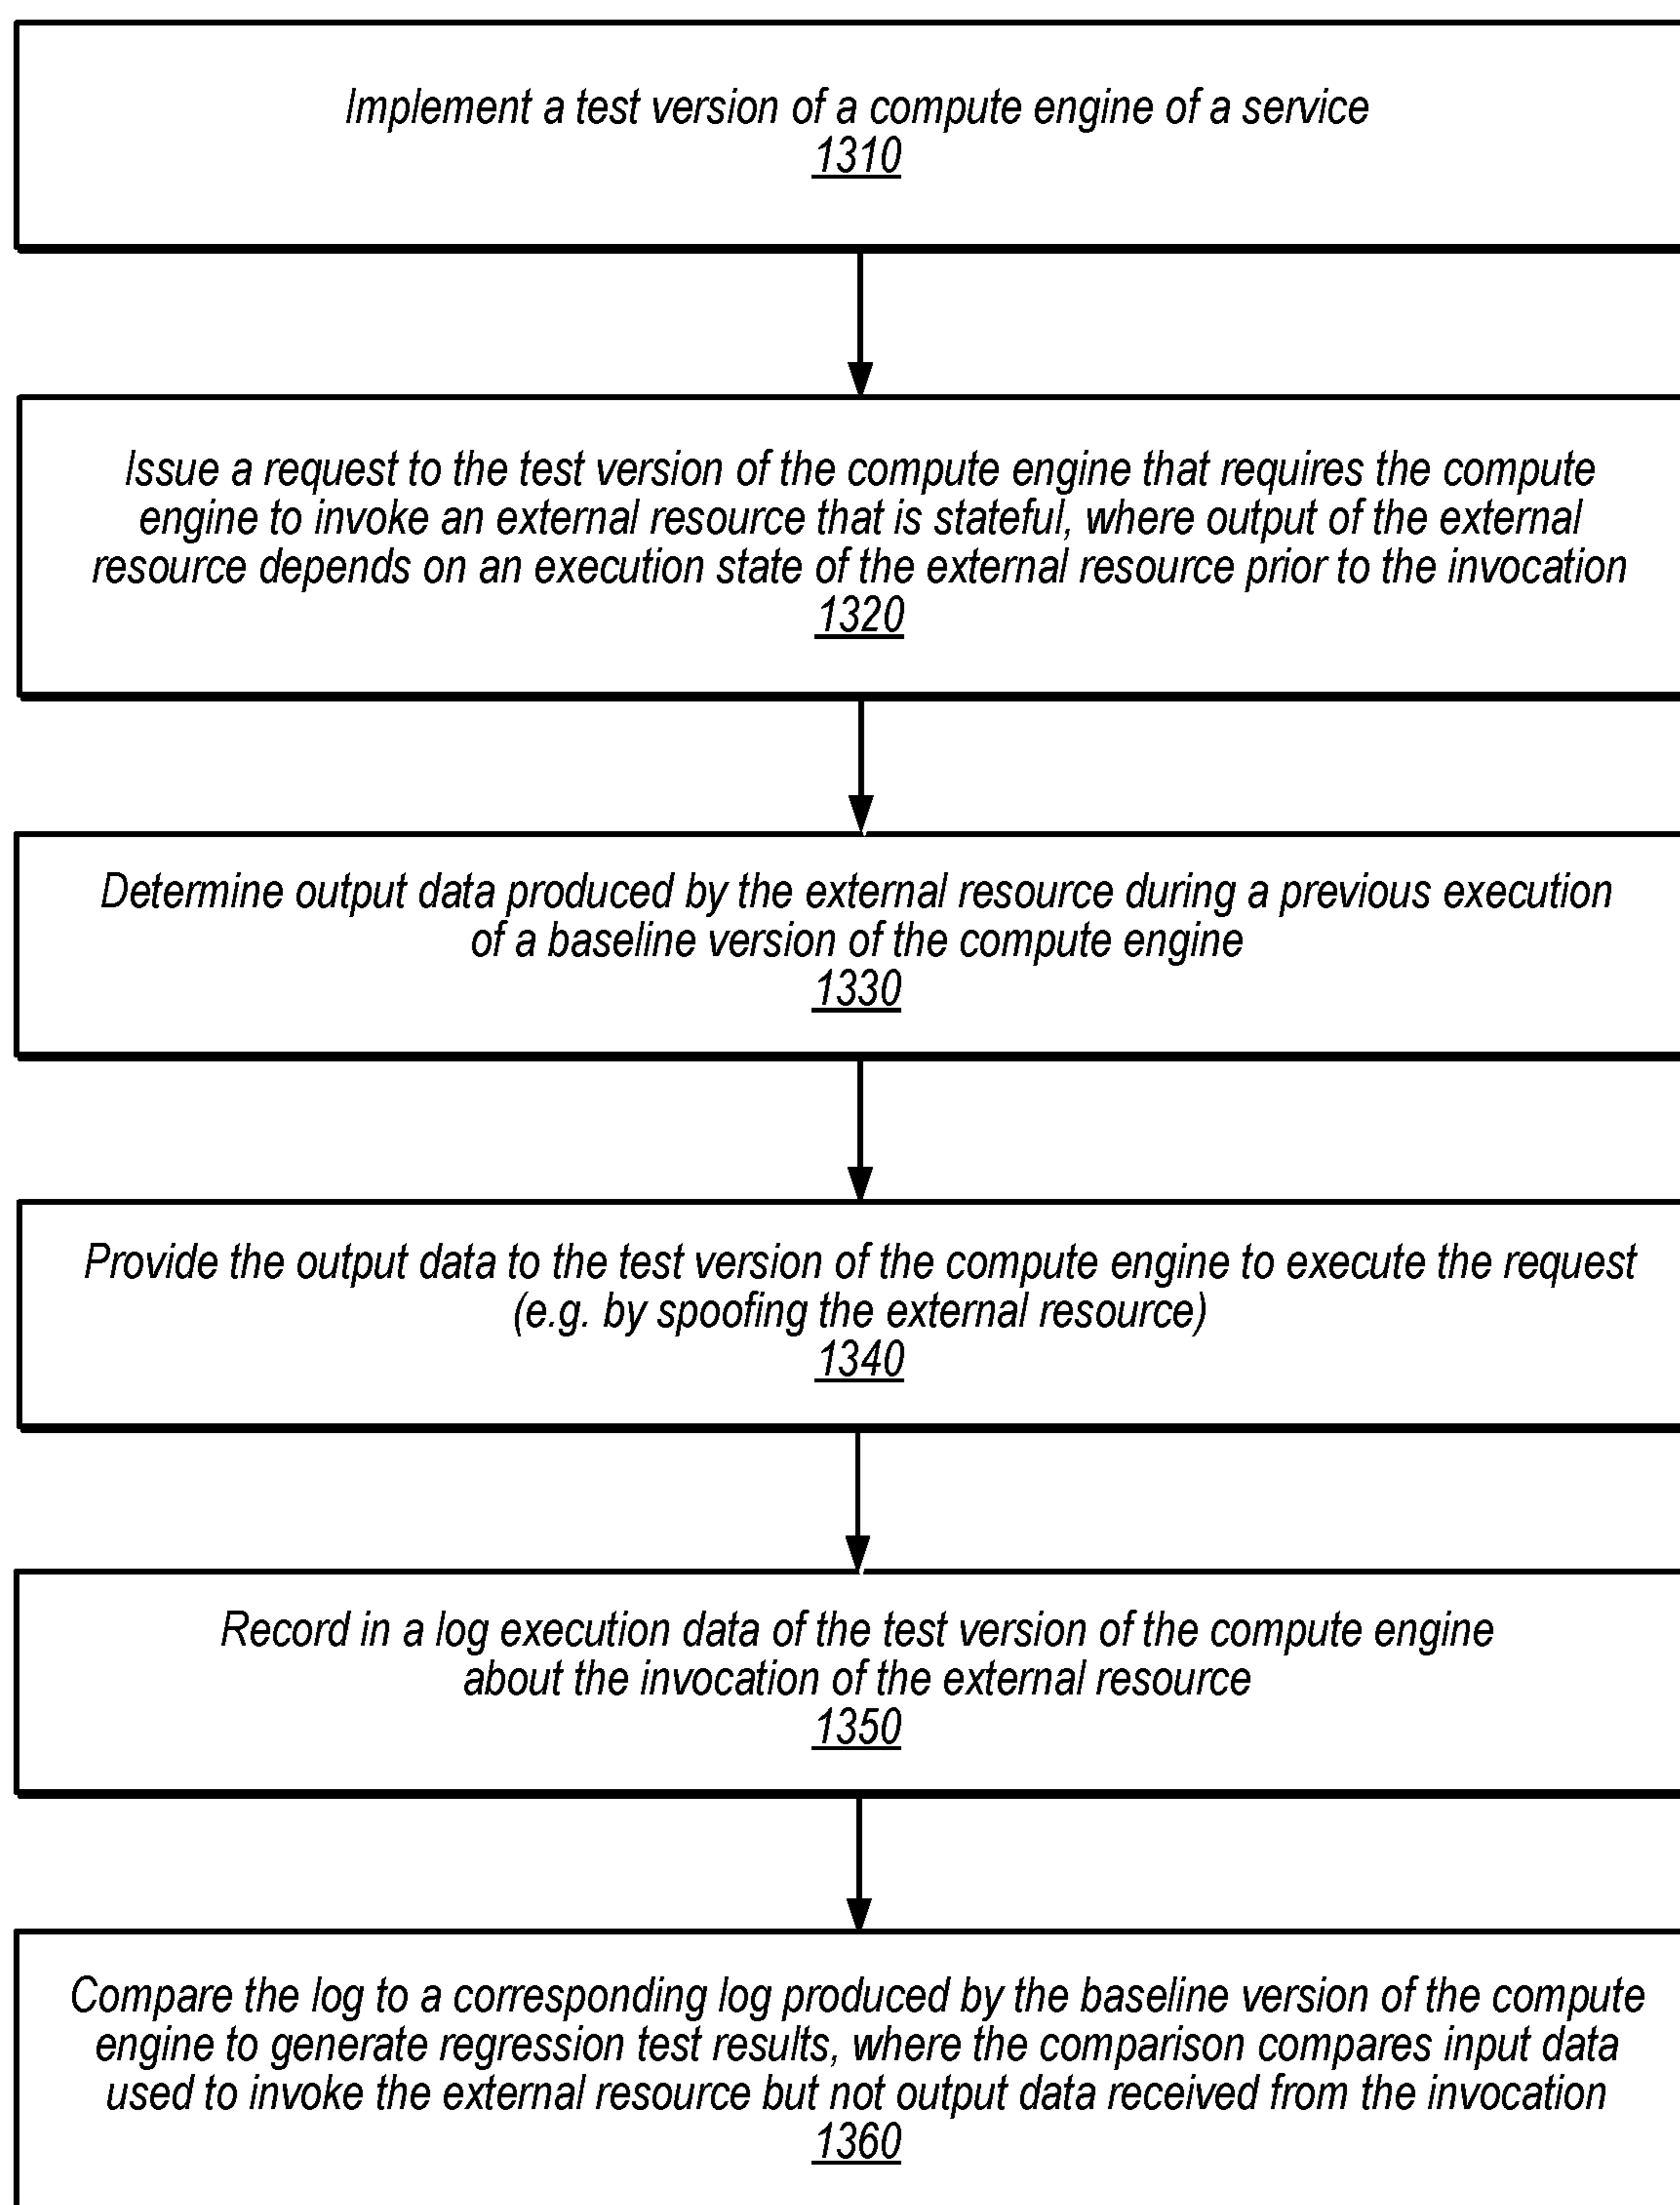 Implement a test version of a compute engine of a service
1310
Issue a request to the test version of the compute engine that requires the compute
engine to invoke an external resource that is stateful, where output of the external
resource depends on an execution state of the external resource prior to the invocation
1320
Determine output data produced by the external resource during a previous execution
of a baseline version of the compute engine
1330
Provide the output data to the test version of the compute engine to execute the request
(e.g. by spoofing the external resource)
1340
Record in a log execution data of the test version of the compute engine
about the invocation of the external resource
1350
Compare the log to a corresponding log produced by the baseline version of the compute
engine to generate regression test results, where the comparison compares input data
used to invoke the external resource but not output data received from the invocation
1360